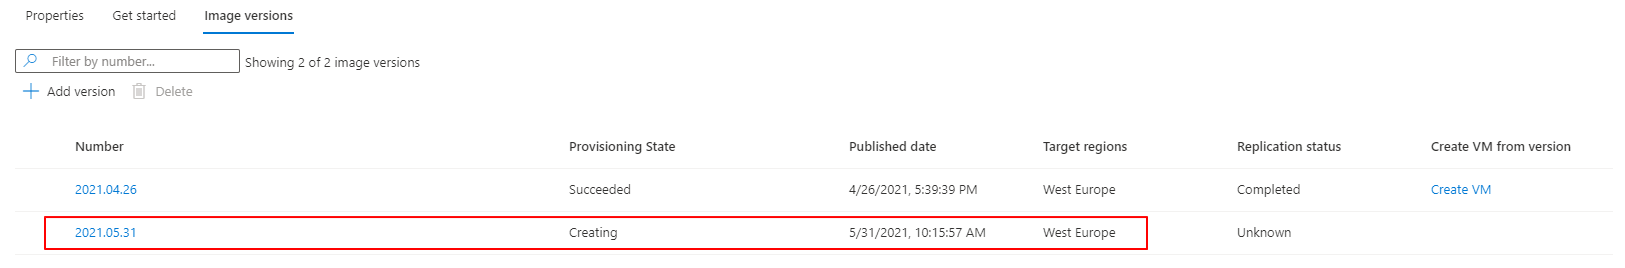 Properties Get started Image versions
Filter by number... Showing 2 of 2 image versions
Add version Delete
Number Provisioning State Published date Target regions Replication status Create VM from version
2021.04.26 Succeeded 4/26/2021, 5:39:39 PM West Europe Completed Create VM
2021.05.31 Creating 5/31/2021, 10:15:57 AM West Europe Unknown